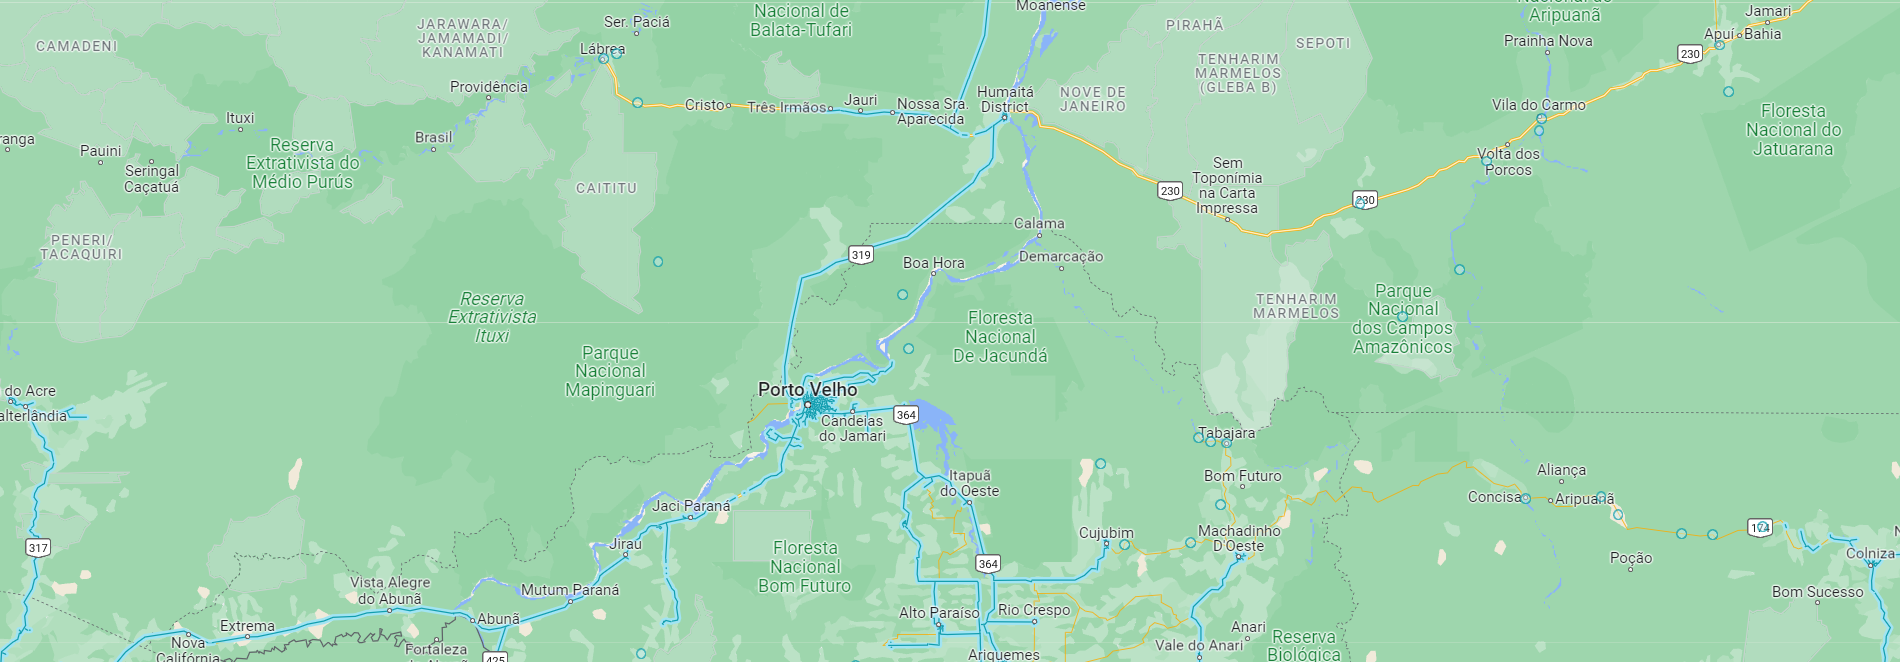 Moanense
Nacional de
Balata-Tufari
JARAWARA/
JAMAMADI/
KANAMATI
Ser. Paciá
CAMADENI
Lábrea
PIRAHÃ
SEPOTI
TENHARIM
MARMELOS
(GLEBA B)
Aripuanã
Jamari
Apuí
Bahia
Prainha Nova
230
Providência
Cristo
Três Irmãos
Jauri
Nossa Sra.
Aparecida
Humaitá
District
NOVE DE
JANEIRO
Vila do Carmo
Floresta
Nacional do
Jatuarana
Ituxi
Brasil
ranga
Pauini
Seringal
Caçatuá
Reserva
Extrativista do
Médio Purús
CAITITU
Volta dos
Porcos
Sem
Toponímia
na Carta
Impressa
230
230
PENERI/
TACAQUIRI
Calama
319
Boa Hora
Demarcação
Reserva
Extrativista
Ituxi
TENHARIM
MARMELOS
Parque
Nacional
dos Campos
Amazônicos
Floresta
Nacional
De Jacundá
Parque
Nacional
Mapinguari
Porto Velho
do Acre
alterlândia
Candeias
do Jamari
364
Tabajara
Bom Futuro
Itapuã
do Oeste
Aliança
Concisa
Aripuanã
Jaci Paraná
174
317
Jirau
Floresta
Nacional
Bom Futuro
Cujubim
Machadinho
D'Oeste
Poção
Colniza
364
Vista Alegre
do Abunã
Mutum Paraná
Bom Sucesso
Abunã
Alto Paraíso
Rio Crespo
Extrema
Nova
Califórnia
Fortaleza
425
Ariquemes
Anari
Vale do Anari
Reserva
Biológica